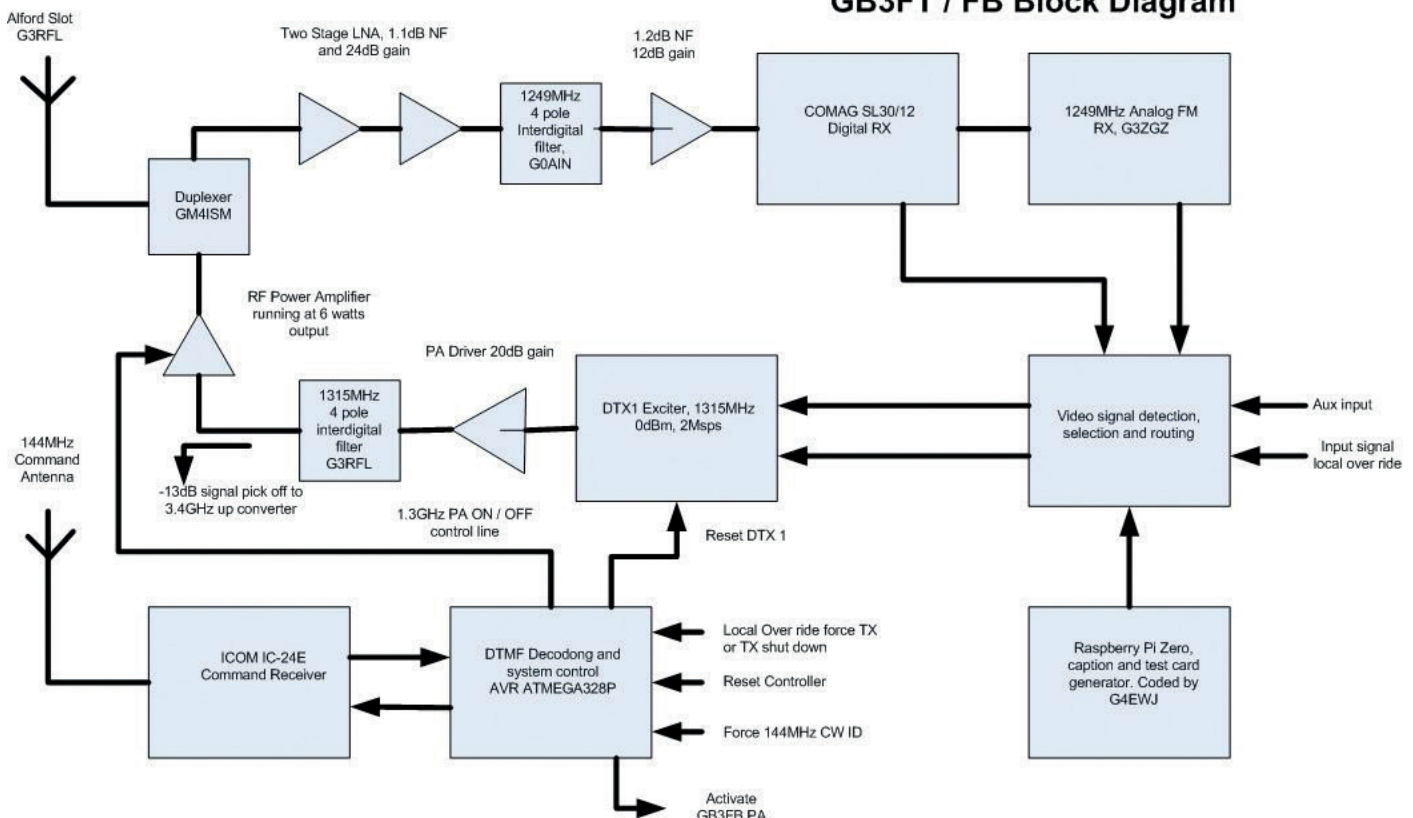 GB3FT / FB Block Diagram
Alford Slot
G3RFL
Two Stage LNA, 1.1dB NF
and 24dB gain
1.2dB NF
12dB gain
1249MHz
4 pole
Interdigital
filter,
G0AIN
COMAG SL30/12
Digital RX
1249MHz Analog FM
RX, G3ZGZ
Duplexer
GM4ISM
RF Power Amplifier
running at 6 watts
output
PA Driver 20dB gain
1315MHz
4 pole
interdigital
filter
G3RFL
DTX1 Exciter, 1315MHz
0dBm, 2Msps
Video signal detection,
selection and routing
Aux input
Input signal
local over ride
144MHz
Command
Antenna
-13dB signal pick off to
3.4GHz up converter
1.3GHz PA ON / OFF
control line
Reset DTX 1
ICOM IC-24E
Command Receiver
DTMF Decodong and
system control
AVR ATMEGA328P
Local Over ride force TX
or TX shut down
Reset Controller
Force 144MHz CW ID
Raspberry Pi Zero,
caption and test card
generator. Coded by
G4EWJ
Activate
GB3FB PA